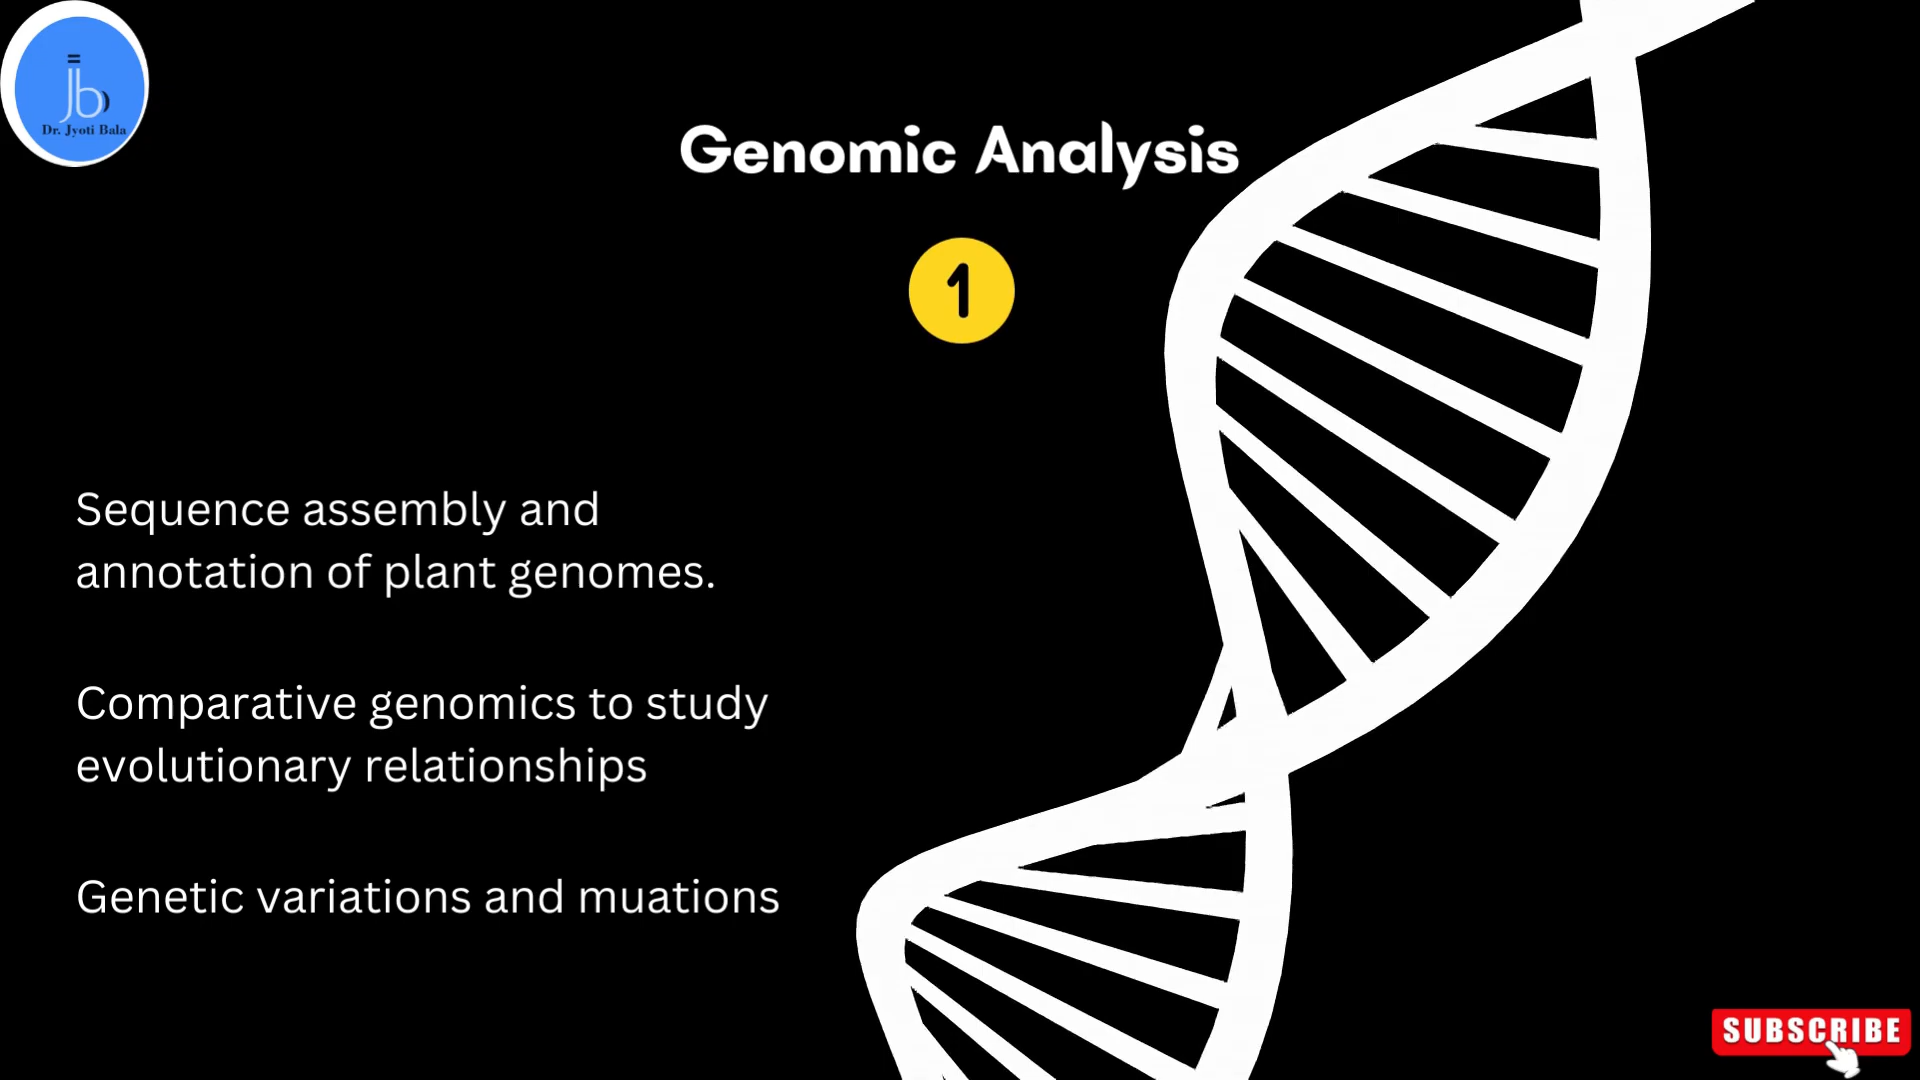 Dr. Jyoti Bala
Genomic Analysis
1
Sequence assembly and
annotation of plant genomes.
Comparative genomics to study
evolutionary relationships
Genetic variations and muations
SUBSCRIBE